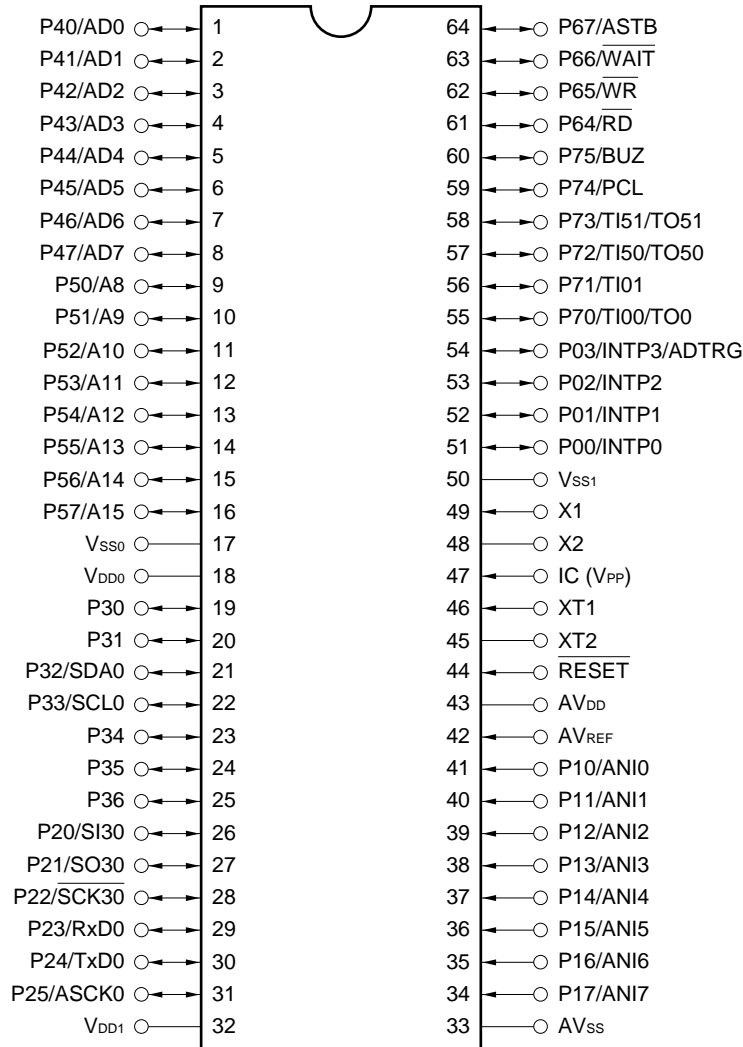 P40/AD0 1 64 P67/ASTB
P41/AD1 2 63 P66/WAIT
P42/AD2 3 62 P65/WR
P43/AD3 4 61 P64/RD
P44/AD4 5 60 P75/BUZ
P45/AD5 6 59 P74/PCL
P46/AD6 7 58 P73/TI51/TO51
P47/AD7 8 57 P72/TI50/TO50
P50/A8 9 56 P71/TI01
P51/A9 10 55 P70/TI00/TO0
P52/A10 11 54 P03/INTP3/ADTRG
P53/A11 12 53 P02/INTP2
P54/A12 13 52 P01/INTP1
P55/A13 14 51 P00/INTP0
P56/A14 15 50 VSS1
P57/A15 16 49 X1
VSS0 17 48 X2
VDD0 18 47 IC (VPP)
P30 19 46 XT1
P31 20 45 XT2
P32/SDA0 21 44 RESET
P33/SCL0 22 43 AVDD
P34 23 42 AVREF
P35 24 41 P10/ANI0
P36 25 40 P11/ANI1
P20/SI30 26 39 P12/ANI2
P21/SO30 27 38 P13/ANI3
P22/SCK30 28 37 P14/ANI4
P23/RxD0 29 36 P15/ANI5
P24/TxD0 30 35 P16/ANI6
P25/ASCK0 31 34 P17/ANI7
VDD1 32 33 AVSS